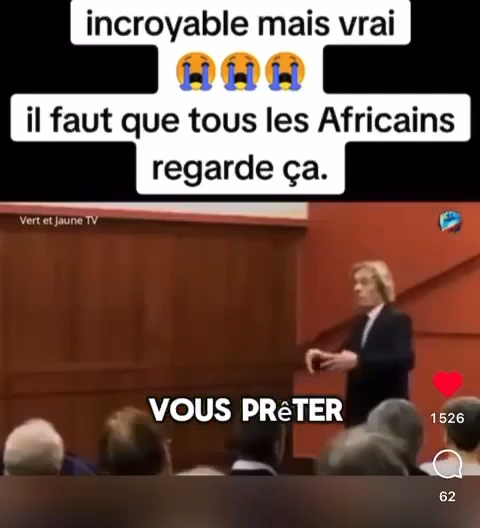 incroyable mais vrai
😭😭😭
il faut que tous les Africains
regarde ça.
Vert et Jaune TV
VOUS PRêTER
1526
62